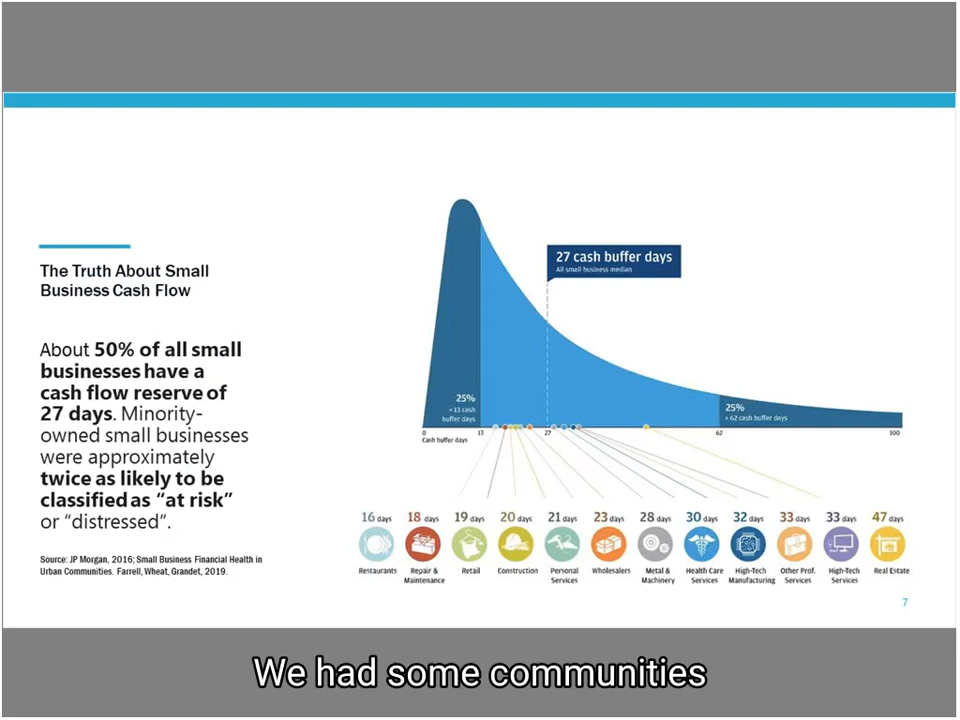 The Truth About Small
Business Cash Flow
About 50% of all small
businesses have a
cash flow reserve of
27 days. Minority-
owned small businesses
were approximately
twice as likely to be
classified as “at risk”
or “distressed”.
Source: JP Morgan, 2016; Small Business Financial Health in
Urban Communities. Farrell, Wheat, Grandet, 2019.
27 cash buffer days
All small business median
25%
< 13 cash
buffer days
25%
> 62 cash buffer days
0 13 27 62 100
Cash buffer days
16 days 18 days 19 days 20 days 21 days 23 days 28 days 30 days 32 days 33 days 33 days 47 days
Restaurants
Repair &
Maintenance
Retail
Construction
Personal
Services
Wholesalers
Metal &
Machinery
Health Care
Services
High-Tech
Manufacturing
Other Prof.
Services
High-Tech
Services
Real Estate
7
We had some communities